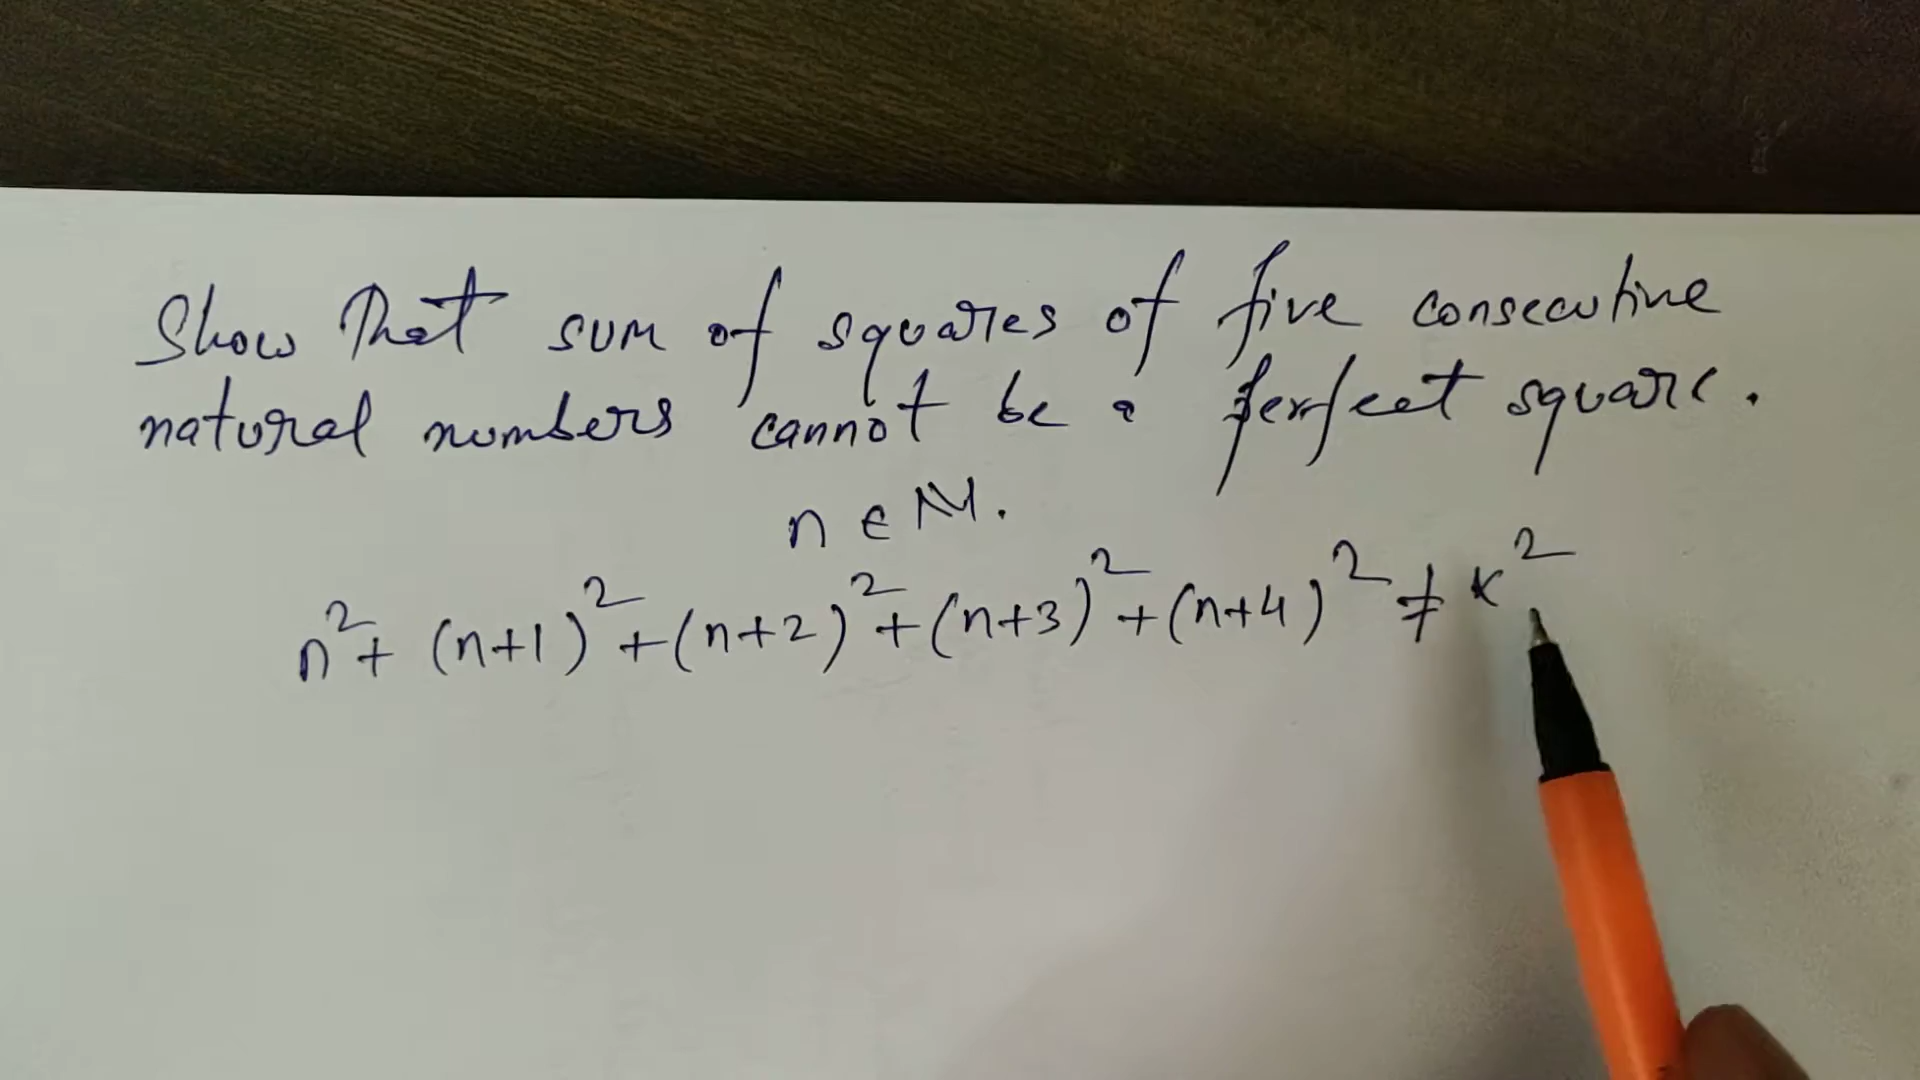 Show that sum of squares of five consecutive
natural numbers cannot be a perfect square.
n ∈ N.
n² + (n+1)² + (n+2)² + (n+3)² + (n+4)² ≠ k²